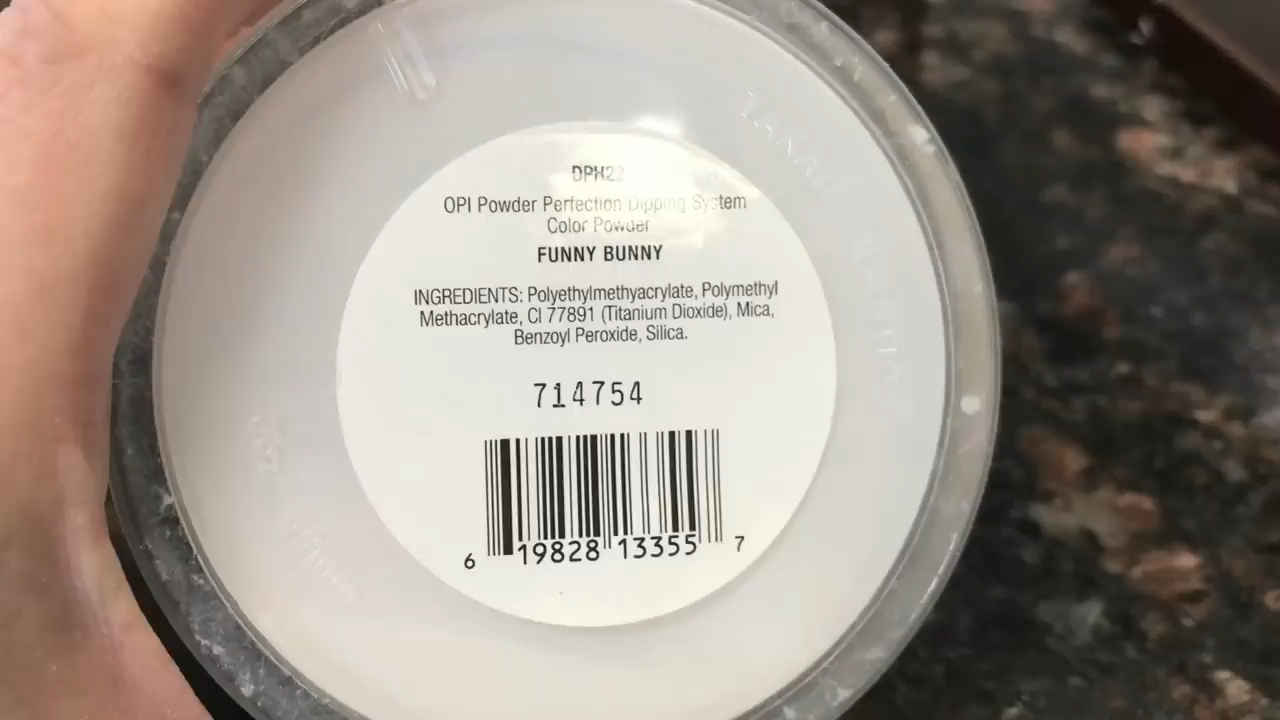 DPH22
OPI Powder Perfection Dipping System
Color Powder
FUNNY BUNNY
INGREDIENTS: Polyethylmethyacrylate, Polymethyl
Methacrylate, CI 77891 (Titanium Dioxide), Mica,
Benzoyl Peroxide, Silica.
714754
6 19828 13355 7